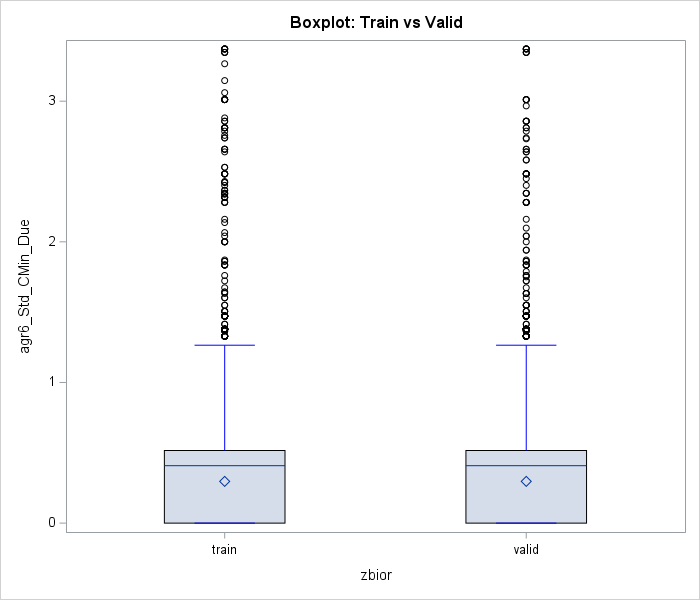 Boxplot: Train vs Valid
agr6_Std_CMin_Due
3
2
1
0
train valid
zbior